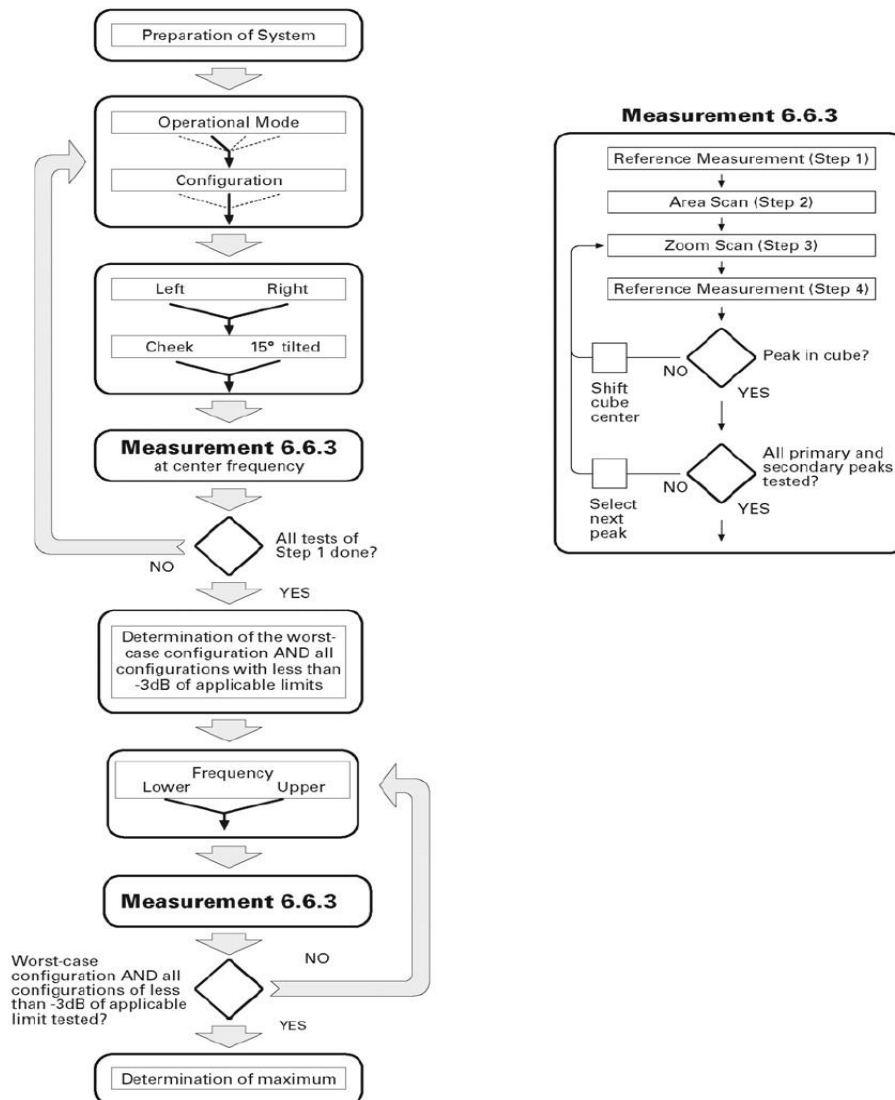 Preparation of System
Operational Mode
Configuration
Left Right
Cheek 15° tilted
Measurement 6.6.3
at center frequency
All tests of
Step 1 done?
NO
YES
Determination of the worst-
case configuration AND all
configurations with less than
-3dB of applicable limits
Frequency
Lower Upper
Measurement 6.6.3
Worst-case
configuration AND all
configurations of less
than -3dB of applicable
limit tested?
NO
YES
Determination of maximum
Measurement 6.6.3
Reference Measurement (Step 1)
Area Scan (Step 2)
Zoom Scan (Step 3)
Reference Measurement (Step 4)
Peak in cube?
NO
YES
Shift
cube
center
All primary and
secondary peaks
tested?
NO
YES
Select
next
peak